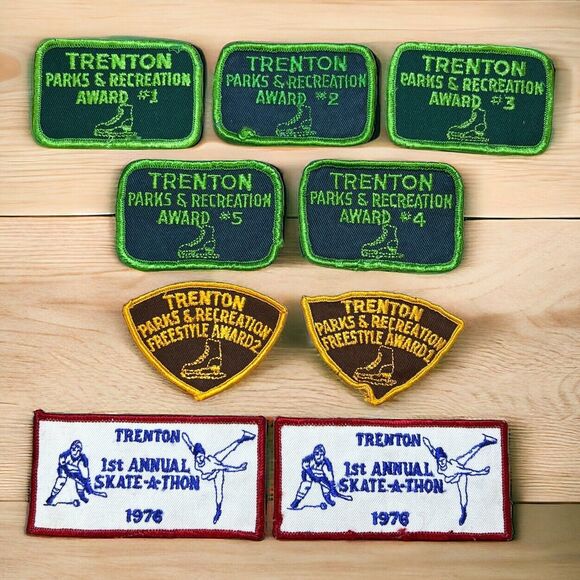 TRENTON
PARKS & RECREATION
AWARD #1
TRENTON
PARKS & RECREATION
AWARD #2
TRENTON
PARKS & RECREATION
AWARD #3
TRENTON
PARKS & RECREATION
AWARD #5
TRENTON
PARKS & RECREATION
AWARD #4
TRENTON
PARKS & RECREATION
FREESTYLE AWARD 2
TRENTON
PARKS & RECREATION
FREESTYLE AWARD 1
TRENTON
1st ANNUAL
SKATE-A-THON
1976
TRENTON
1st ANNUAL
SKATE-A-THON
1976